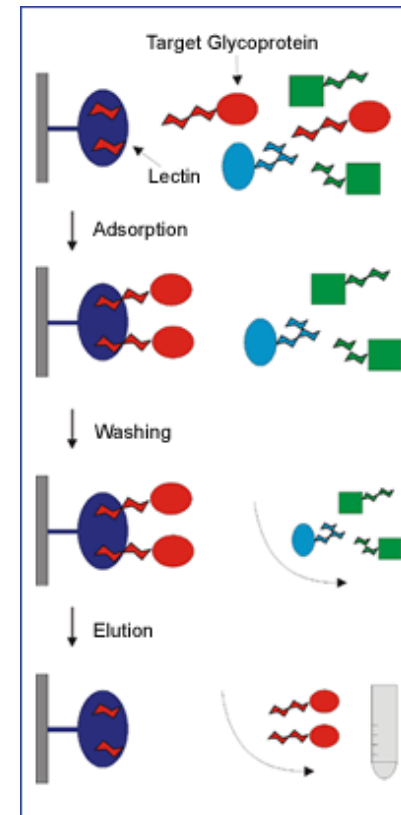 Target Glycoprotein
Lectin
Adsorption
Washing
Elution